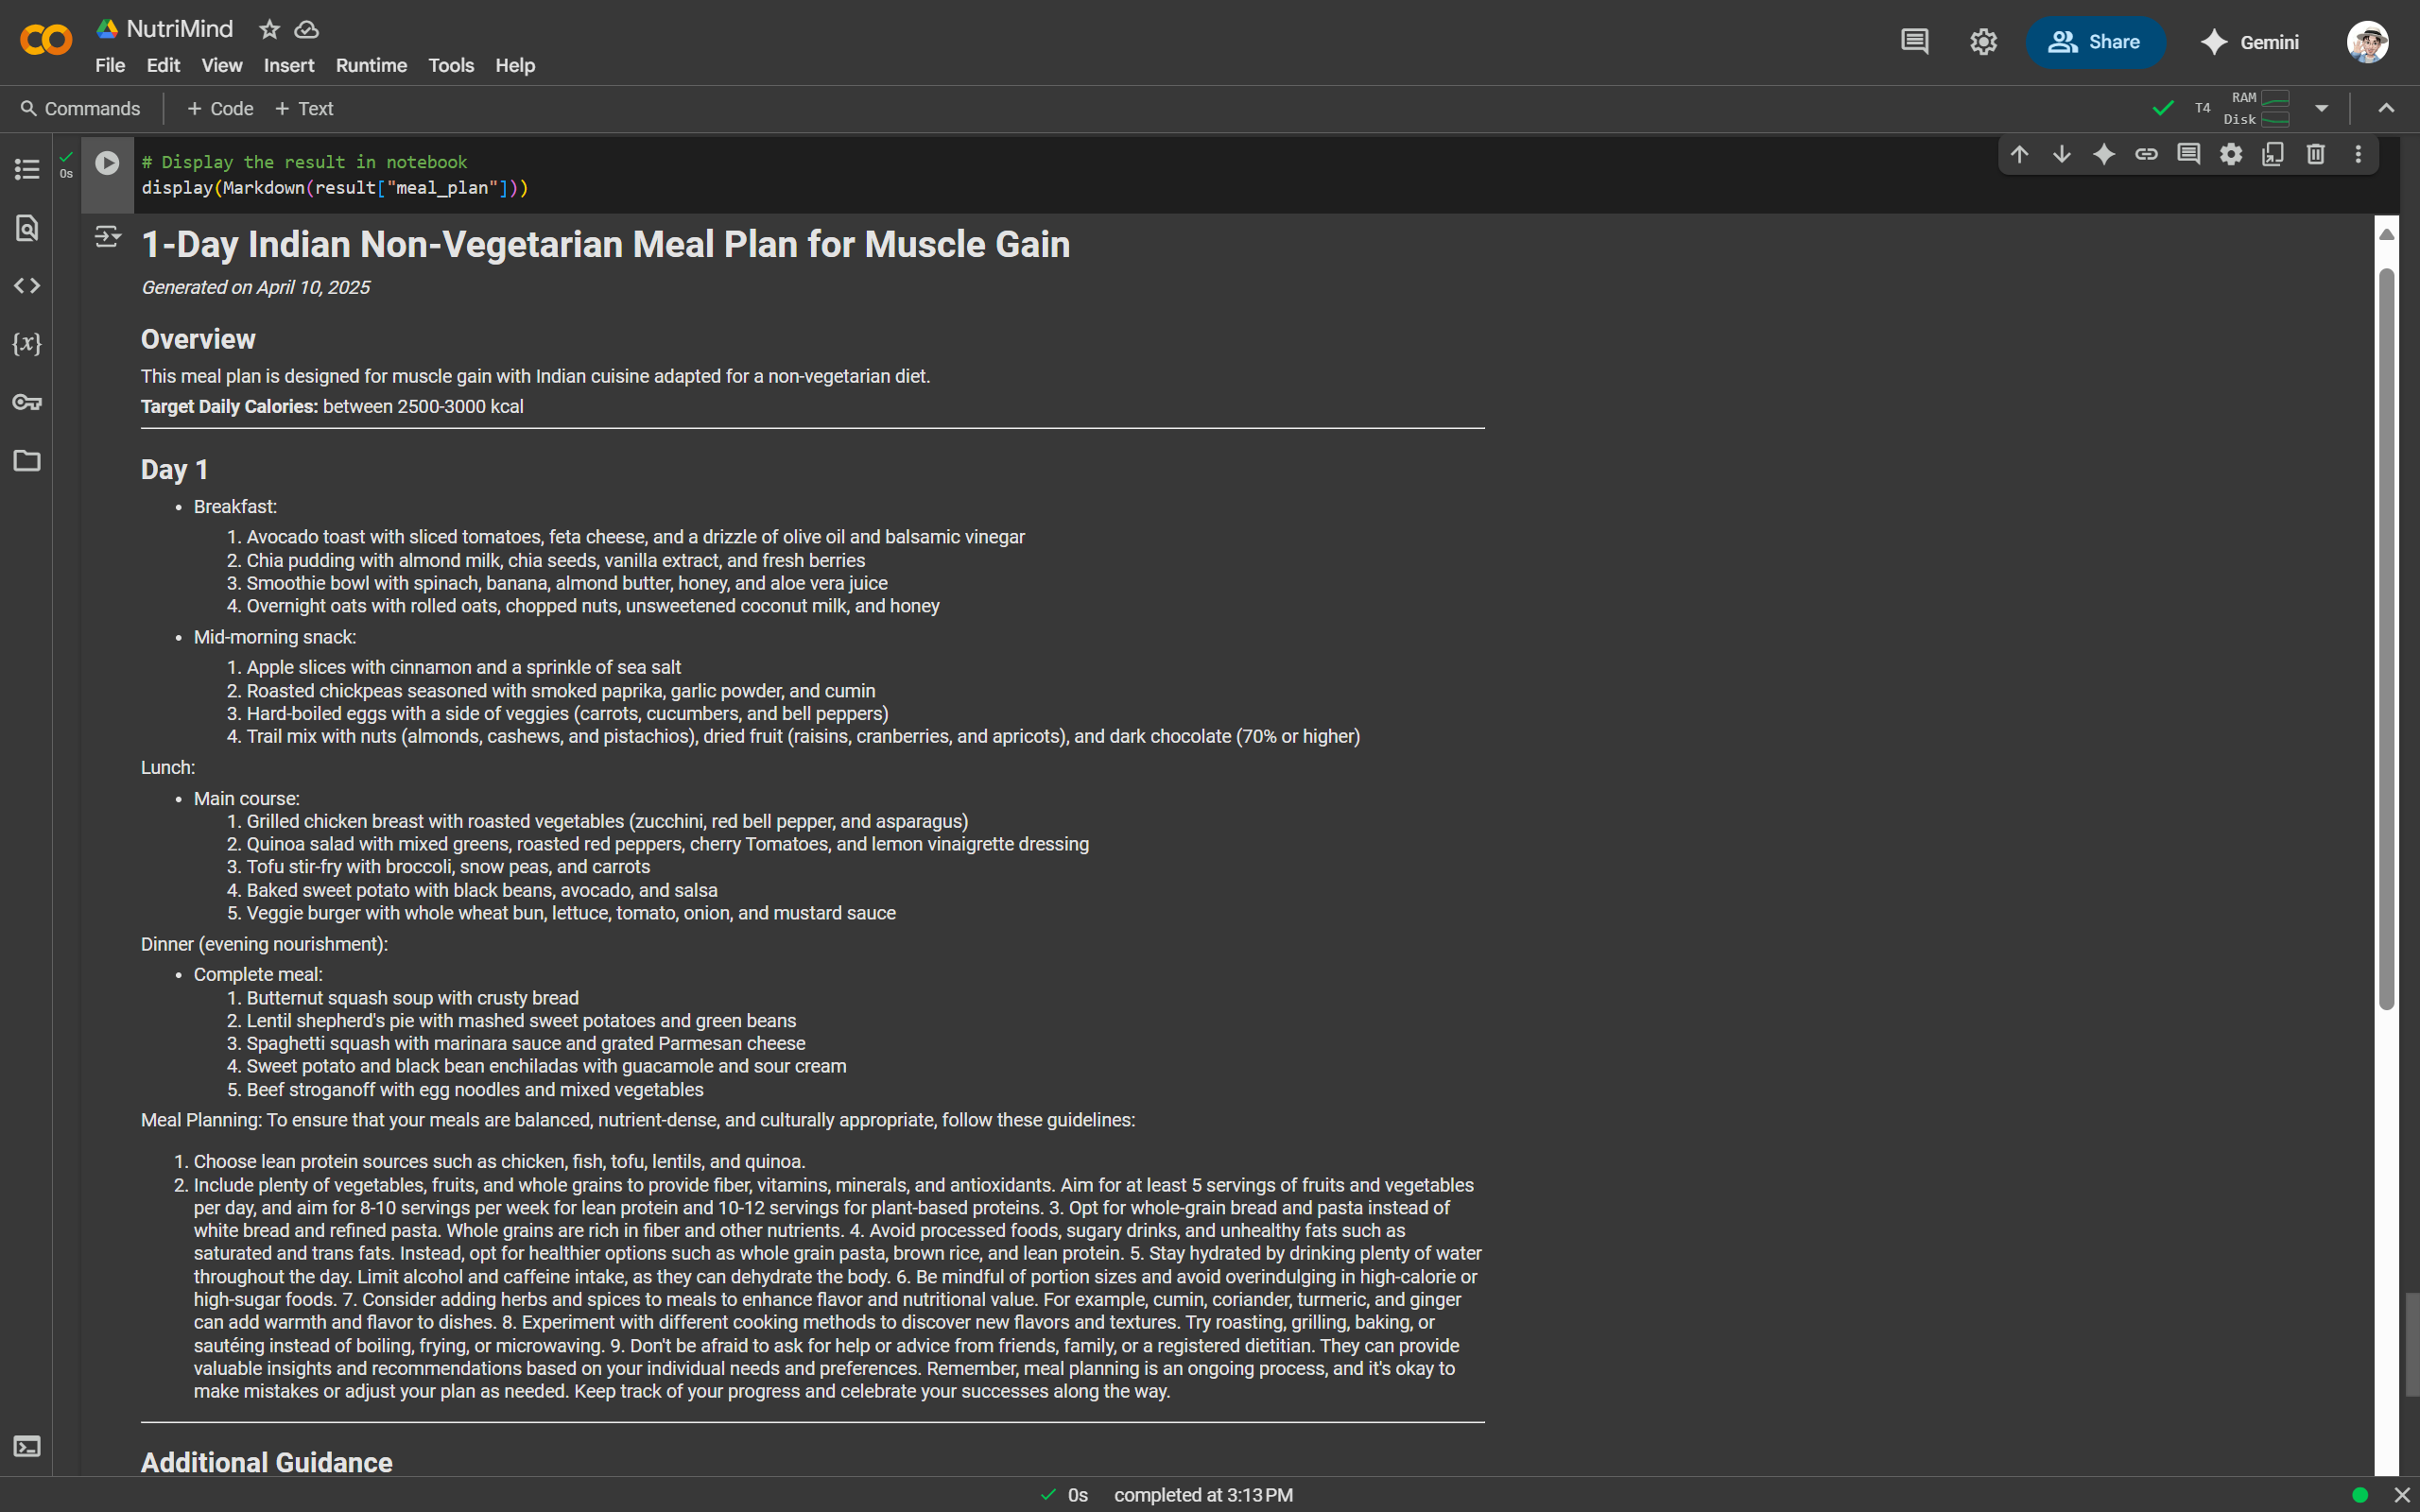 NutriMind
File Edit View Insert Runtime Tools Help
Share
Gemini
Commands
+ Code + Text
T4
RAM
Disk
0s
# Display the result in notebook
display(Markdown(result["meal_plan"]))
1-Day Indian Non-Vegetarian Meal Plan for Muscle Gain
Generated on April 10, 2025
Overview
This meal plan is designed for muscle gain with Indian cuisine adapted for a non-vegetarian diet.
Target Daily Calories: between 2500-3000 kcal
Day 1
• Breakfast:
1. Avocado toast with sliced tomatoes, feta cheese, and a drizzle of olive oil and balsamic vinegar
2. Chia pudding with almond milk, chia seeds, vanilla extract, and fresh berries
3. Smoothie bowl with spinach, banana, almond butter, honey, and aloe vera juice
4. Overnight oats with rolled oats, chopped nuts, unsweetened coconut milk, and honey
• Mid-morning snack:
1. Apple slices with cinnamon and a sprinkle of sea salt
2. Roasted chickpeas seasoned with smoked paprika, garlic powder, and cumin
3. Hard-boiled eggs with a side of veggies (carrots, cucumbers, and bell peppers)
4. Trail mix with nuts (almonds, cashews, and pistachios), dried fruit (raisins, cranberries, and apricots), and dark chocolate (70% or higher)
Lunch:
• Main course:
1. Grilled chicken breast with roasted vegetables (zucchini, red bell pepper, and asparagus)
2. Quinoa salad with mixed greens, roasted red peppers, cherry Tomatoes, and lemon vinaigrette dressing
3. Tofu stir-fry with broccoli, snow peas, and carrots
4. Baked sweet potato with black beans, avocado, and salsa
5. Veggie burger with whole wheat bun, lettuce, tomato, onion, and mustard sauce
Dinner (evening nourishment):
• Complete meal:
1. Butternut squash soup with crusty bread
2. Lentil shepherd's pie with mashed sweet potatoes and green beans
3. Spaghetti squash with marinara sauce and grated Parmesan cheese
4. Sweet potato and black bean enchiladas with guacamole and sour cream
5. Beef stroganoff with egg noodles and mixed vegetables
Meal Planning: To ensure that your meals are balanced, nutrient-dense, and culturally appropriate, follow these guidelines:
1. Choose lean protein sources such as chicken, fish, tofu, lentils, and quinoa.
2. Include plenty of vegetables, fruits, and whole grains to provide fiber, vitamins, minerals, and antioxidants. Aim for at least 5 servings of fruits and vegetables
per day, and aim for 8-10 servings per week for lean protein and 10-12 servings for plant-based proteins. 3. Opt for whole-grain bread and pasta instead of
white bread and refined pasta. Whole grains are rich in fiber and other nutrients. 4. Avoid processed foods, sugary drinks, and unhealthy fats such as
saturated and trans fats. Instead, opt for healthier options such as whole grain pasta, brown rice, and lean protein. 5. Stay hydrated by drinking plenty of water
throughout the day. Limit alcohol and caffeine intake, as they can dehydrate the body. 6. Be mindful of portion sizes and avoid overindulging in high-calorie or
high-sugar foods. 7. Consider adding herbs and spices to meals to enhance flavor and nutritional value. For example, cumin, coriander, turmeric, and ginger
can add warmth and flavor to dishes. 8. Experiment with different cooking methods to discover new flavors and textures. Try roasting, grilling, baking, or
sautéing instead of boiling, frying, or microwaving. 9. Don't be afraid to ask for help or advice from friends, family, or a registered dietitian. They can provide
valuable insights and recommendations based on your individual needs and preferences. Remember, meal planning is an ongoing process, and it's okay to
make mistakes or adjust your plan as needed. Keep track of your progress and celebrate your successes along the way.
Additional Guidance
0s completed at 3:13 PM